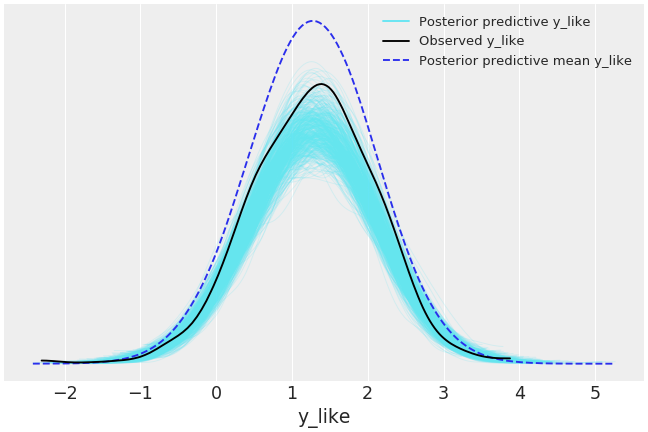 Posterior predictive y_like
Observed y_like
Posterior predictive mean y_like
−2 −1 0 1 2 3 4 5
y_like